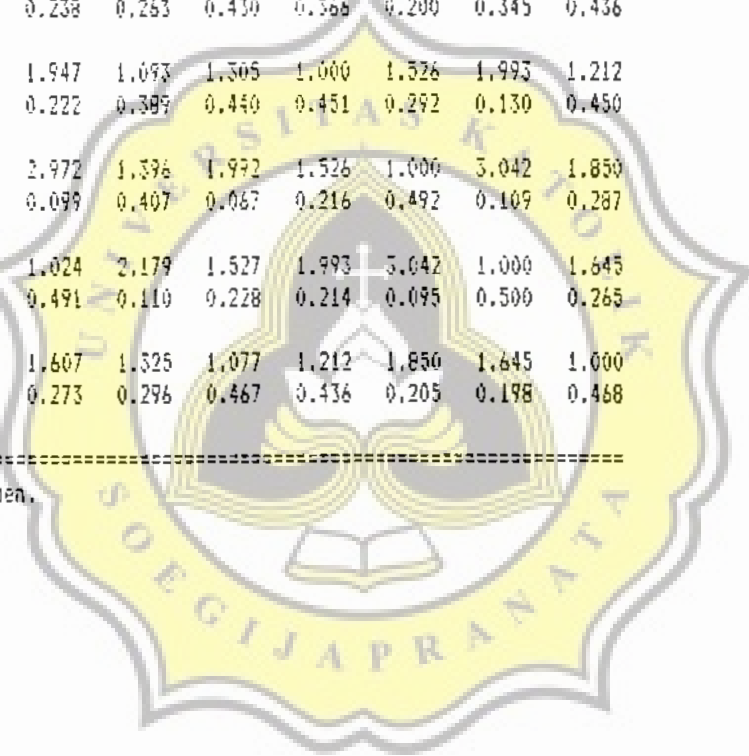 0.238 0.263 0.430 0.366 0.200 0.345 0.436
1.947 1.093 1.305 1.000 1.526 1.993 1.212
0.222 0.389 0.440 0.451 0.292 0.130 0.450
2.972 1.396 1.992 1.526 1.000 3.042 1.850
0.099 0.407 0.067 0.216 0.492 0.109 0.287
1.024 2.179 1.527 1.993 3.042 1.000 1.645
0.491 0.110 0.228 0.214 0.095 0.500 0.265
1.607 1.325 1.077 1.212 1.850 1.645 1.000
0.273 0.296 0.467 0.436 0.205 0.198 0.468
UNIVERSITAS KATOLIK
SOEGIJAPRANATA